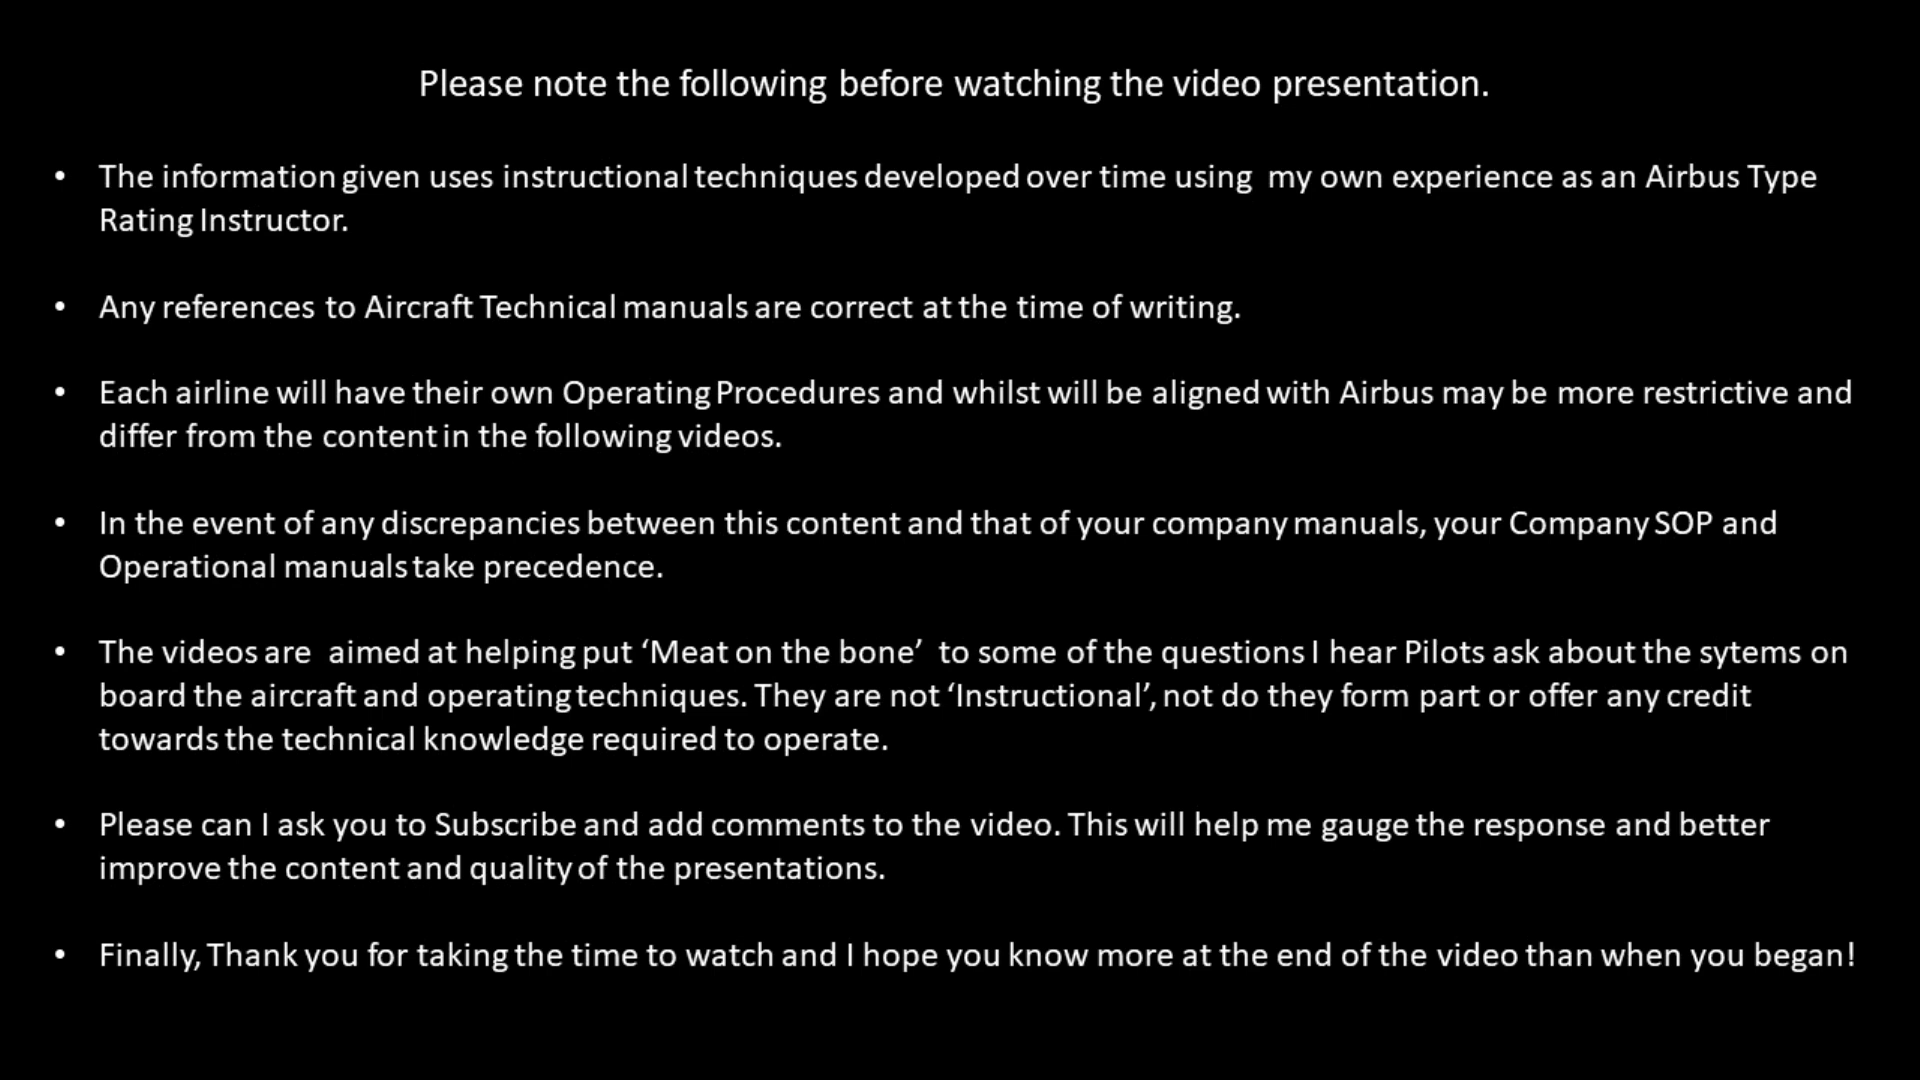 Please note the following before watching the video presentation.
• The information given uses instructional techniques developed over time using my own experience as an Airbus Type
Rating Instructor.
• Any references to Aircraft Technical manuals are correct at the time of writing.
• Each airline will have their own Operating Procedures and whilst will be aligned with Airbus may be more restrictive and
differ from the content in the following videos.
• In the event of any discrepancies between this content and that of your company manuals, your Company SOP and
Operational manuals take precedence.
• The videos are aimed at helping put ‘Meat on the bone’ to some of the questions I hear Pilots ask about the sytems on
board the aircraft and operating techniques. They are not ‘Instructional’, not do they form part or offer any credit
towards the technical knowledge required to operate.
• Please can I ask you to Subscribe and add comments to the video. This will help me gauge the response and better
improve the content and quality of the presentations.
• Finally, Thank you for taking the time to watch and I hope you know more at the end of the video than when you began!